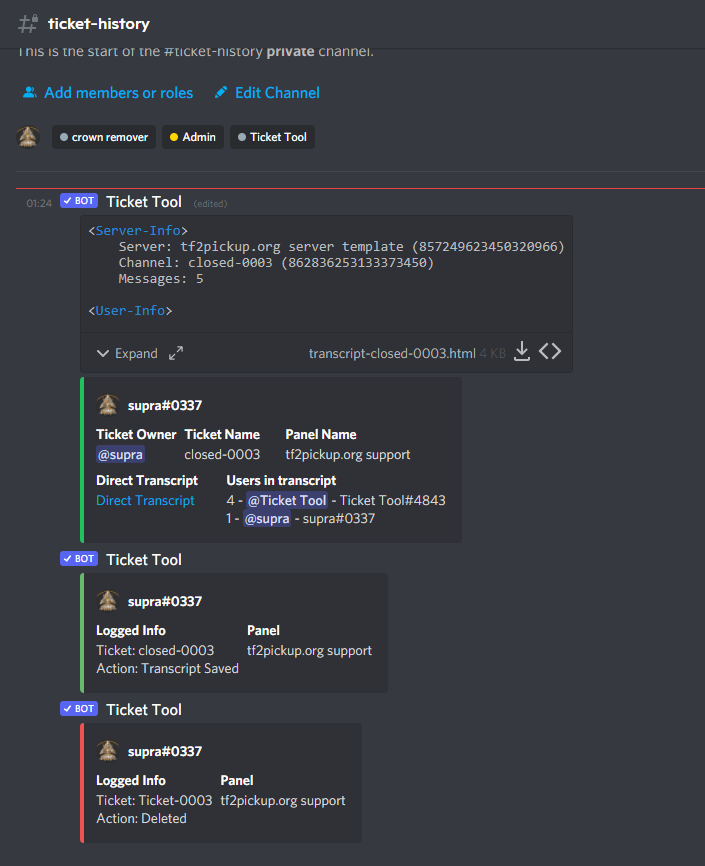 ticket-history
This is the start of the #ticket-history private channel.
Add members or roles Edit Channel
crown remover Admin Ticket Tool
01:24 BOT Ticket Tool (edited)
<Server-Info>
Server: tf2pickup.org server template (857249623450320966)
Channel: closed-0003 (862836253133373450)
Messages: 5
<User-Info>
Expand transcript-closed-0003.html 4 KB
supra#0337
Ticket Owner Ticket Name Panel Name
@supra closed-0003 tf2pickup.org support
Direct Transcript Users in transcript
Direct Transcript 4 - @Ticket Tool - Ticket Tool#4843
1 - @supra - supra#0337
BOT Ticket Tool
supra#0337
Logged Info Panel
Ticket: closed-0003 tf2pickup.org support
Action: Transcript Saved
BOT Ticket Tool
supra#0337
Logged Info Panel
Ticket: Ticket-0003 tf2pickup.org support
Action: Deleted